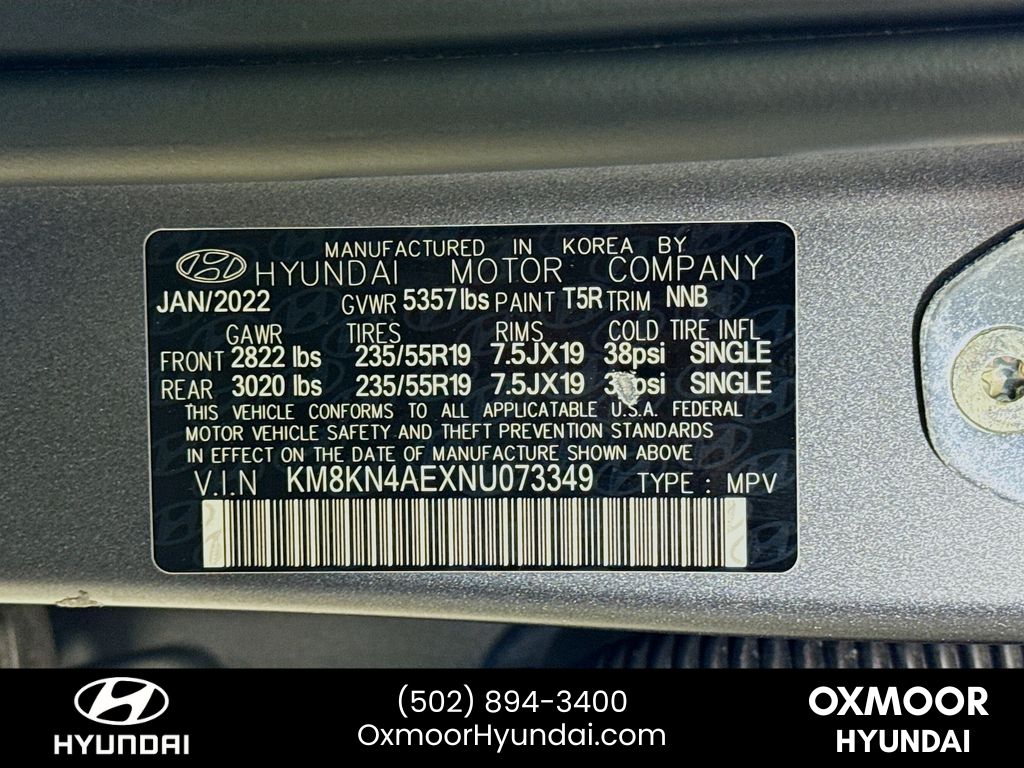 MANUFACTURED IN KOREA BY
HYUNDAI MOTOR COMPANY
JAN/2022 GVWR 5357lbs PAINT T5R TRIM NNB
GAWR TIRES RIMS COLD TIRE INFL
FRONT 2822 lbs 235/55R19 7.5JX19 38psi SINGLE
REAR 3020 lbs 235/55R19 7.5JX19 SINGLE
THIS VEHICLE CONFORMS TO ALL APPLICATABLE U.S.A. FEDERAL
MOTOR VEHICLE SAFETY AND THEFT PREVENTION STANDARDS
IN EFFECT ON THE DATE OF MANUFACTURE SHOWN ABOVE
V.I.N KM8KN4AEXNU073349 TYPE : MPV
HYUNDAI
(502) 894-3400
OxmoorHyundai.com
OXMOOR
HYUNDAI